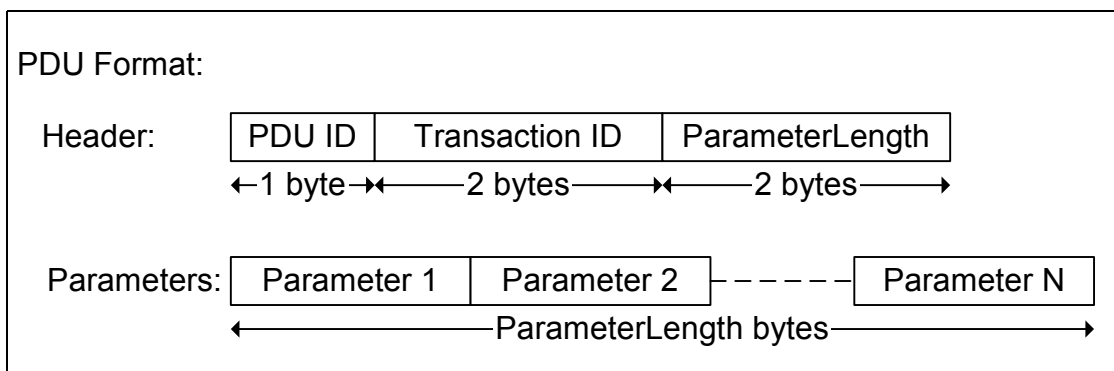 PDU Format:
Header: PDU ID Transaction ID ParameterLength
1 byte 2 bytes 2 bytes
Parameters: Parameter 1 Parameter 2 Parameter N
ParameterLength bytes